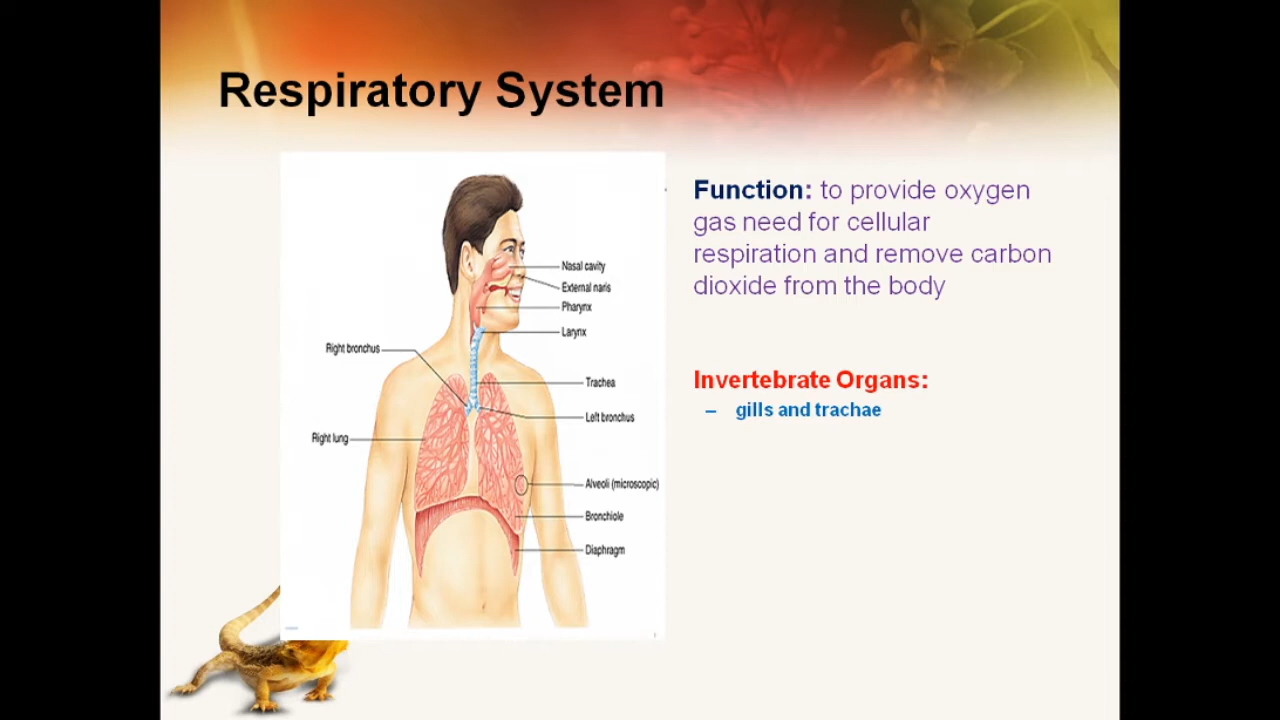 Respiratory System
Function: to provide oxygen
gas need for cellular
respiration and remove carbon
dioxide from the body
Invertebrate Organs:
– gills and trachae
Nasal cavity
External naris
Pharynx
Larynx
Right bronchus
Trachea
Left bronchus
Right lung
Alveoli (microscopic)
Bronchiole
Diaphragm